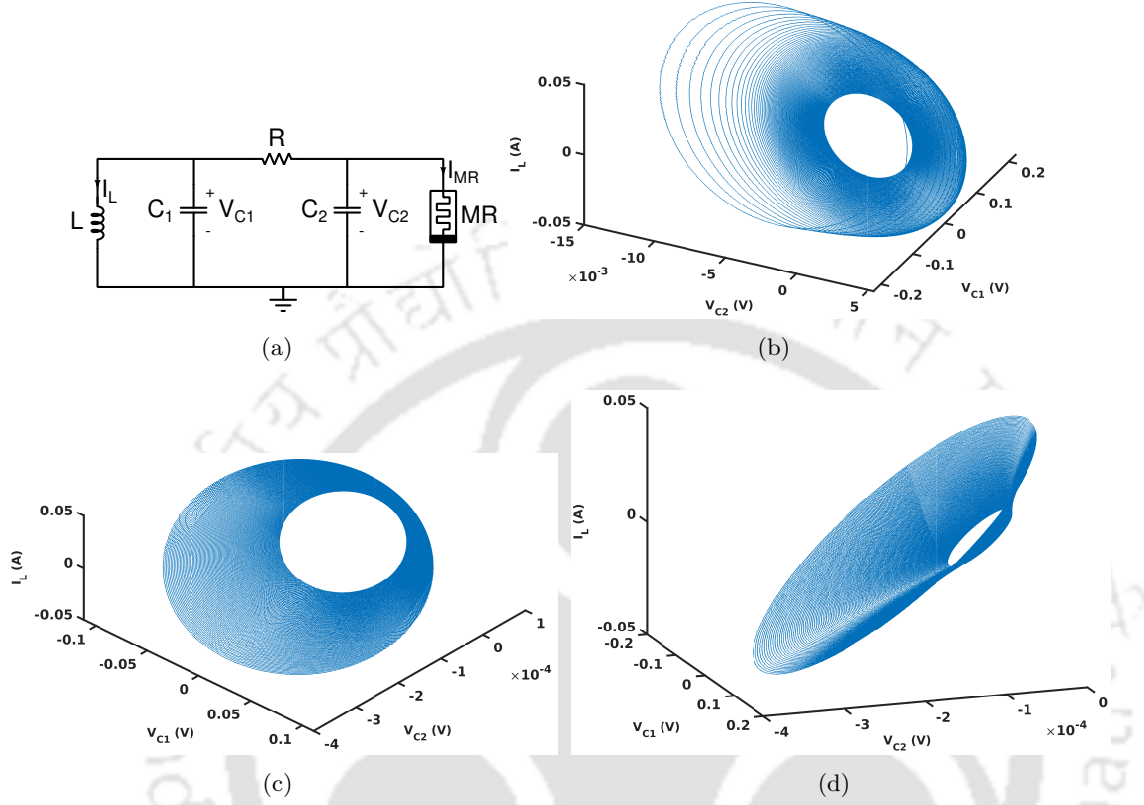 R
I_L
I_MR
L
C_1
+
V_C1
-
C_2
+
V_C2
-
MR
(a)
0.05
0
-0.05
I_L (A)
-15
-10
-5
0
5
×10^-3
V_C2 (V)
0.2
0.1
0
-0.1
-0.2
V_C1 (V)
(b)
0.05
0
-0.05
I_L (A)
-0.1
-0.05
0
0.05
0.1
V_C1 (V)
1
0
-1
-2
-3
-4
×10^-4
V_C2 (V)
(c)
0.05
0
-0.05
I_L (A)
-0.2
-0.1
0
0.1
0.2
V_C1 (V)
-4
-3
-2
-1
0
×10^-4
V_C2 (V)
(d)